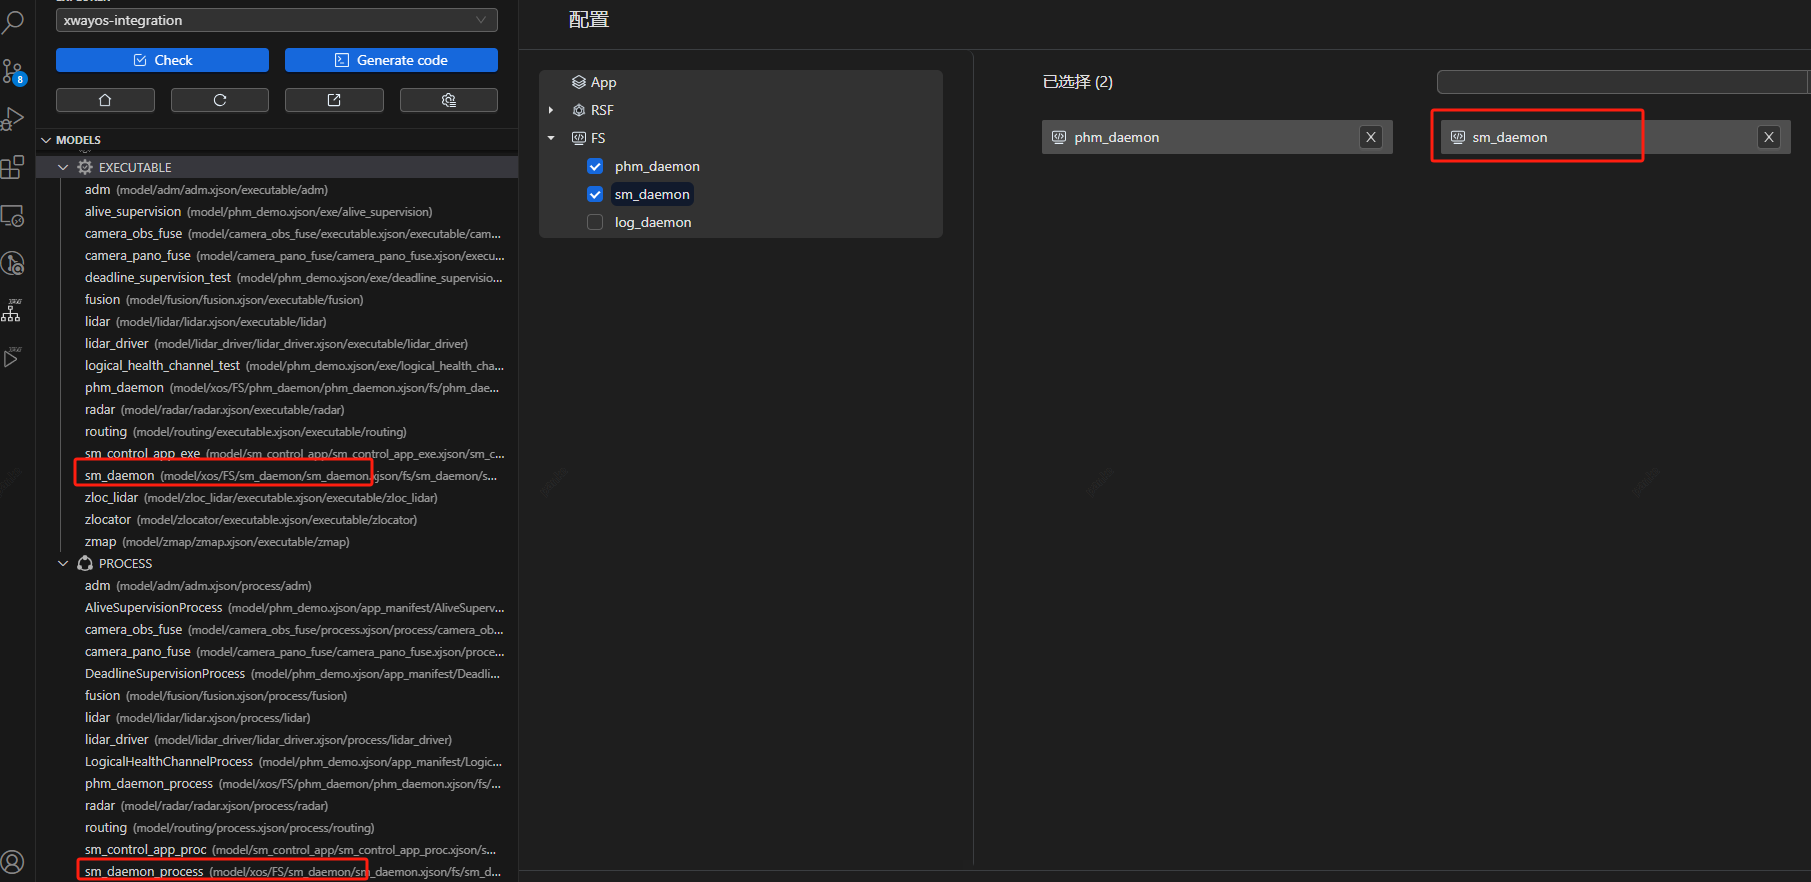 xwayos-integration
Check
Generate code
8
MODELS
EXECUTABLE
adm (model/adm/adm.xjson/executable/adm)
alive_supervision (model/phm_demo.xjson/exe/alive_supervision)
camera_obs_fuse (model/camera_obs_fuse/executable.xjson/executable/cam...
camera_pano_fuse (model/camera_pano_fuse/camera_pano_fuse.xjson/execu...
deadline_supervision_test (model/phm_demo.xjson/exe/deadline_supervisio...
fusion (model/fusion/fusion.xjson/executable/fusion)
lidar (model/lidar/lidar.xjson/executable/lidar)
lidar_driver (model/lidar_driver/lidar_driver.xjson/executable/lidar_driver)
logical_health_channel_test (model/phm_demo.xjson/exe/logical_health_cha...
phm_daemon (model/xos/FS/phm_daemon/phm_daemon.xjson/fs/phm_dae...
radar (model/radar/radar.xjson/executable/radar)
routing (model/routing/executable.xjson/executable/routing)
sm_control_app_exe (model/sm_control_app/sm_control_app_exe.xjson/sm_c...
sm_daemon (model/xos/FS/sm_daemon/sm_daemon.xjson/fs/sm_daemon/s...
zloc_lidar (model/zloc_lidar/executable.xjson/executable/zloc_lidar)
zlocator (model/zlocator/executable.xjson/executable/zlocator)
zmap (model/zmap/zmap.xjson/executable/zmap)
PROCESS
adm (model/adm/adm.xjson/process/adm)
AliveSupervisionProcess (model/phm_demo.xjson/app_manifest/AliveSuperv...
camera_obs_fuse (model/camera_obs_fuse/process.xjson/process/camera_ob...
camera_pano_fuse (model/camera_pano_fuse/camera_pano_fuse.xjson/proce...
DeadlineSupervisionProcess (model/phm_demo.xjson/app_manifest/Deadli...
fusion (model/fusion/fusion.xjson/process/fusion)
lidar (model/lidar/lidar.xjson/process/lidar)
lidar_driver (model/lidar_driver/lidar_driver.xjson/process/lidar_driver)
LogicalHealthChannelProcess (model/phm_demo.xjson/app_manifest/Logic...
phm_daemon_process (model/xos/FS/phm_daemon/phm_daemon.xjson/fs/...
radar (model/radar/radar.xjson/process/radar)
routing (model/routing/process.xjson/process/routing)
sm_control_app_proc (model/sm_control_app/sm_control_app_proc.xjson/s...
sm_daemon_process (model/xos/FS/sm_daemon/sm_daemon.xjson/fs/sm_d...
配置
App
RSF
FS
phm_daemon
sm_daemon
log_daemon
已选择 (2)
phm_daemon X
sm_daemon X